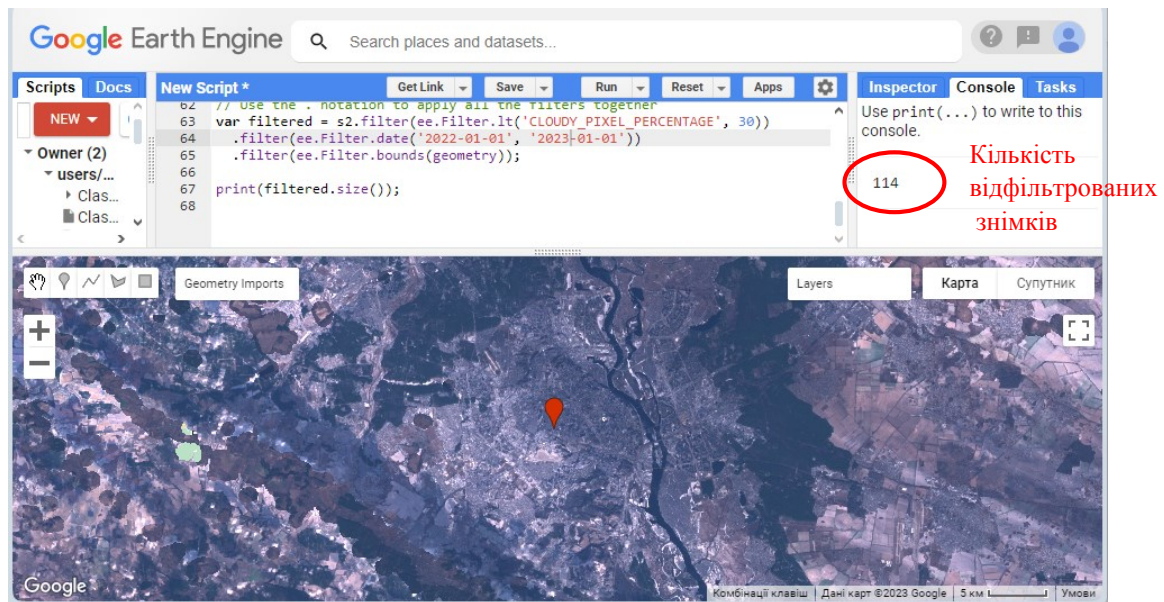 Google Earth Engine
Search places and datasets...
Scripts Docs
NEW
Owner (2)
users/...
Clas...
Clas...
New Script *
Get Link Save Run Reset Apps
62 // Use the . notation to apply all the filters together
63 var filtered = s2.filter(ee.Filter.lt('CLOUDY_PIXEL_PERCENTAGE', 30))
64 .filter(ee.Filter.date('2022-01-01', '2023-01-01'))
65 .filter(ee.Filter.bounds(geometry));
66
67 print(filtered.size());
68
Inspector Console Tasks
Use print(...) to write to this
console.
114
Кількість
відфільтрованих
знімків
Geometry Imports
Layers
Карта Супутник
Google
Комбінації клавіш Дані карт ©2023 Google 5 км Умови